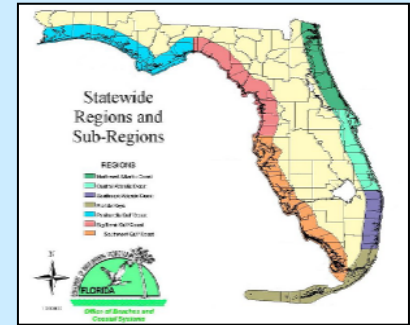 Statewide
Regions and
Sub-Regions
REGIONS
Northeast Atlantic Coast
Central Atlantic Coast
Southeast Atlantic Coast
Florida Keys
Panhandle Gulf Coast
Big Bend Gulf Coast
Southwest Gulf Coast
N
FLORIDA
Office of Beaches and
Coastal Systems